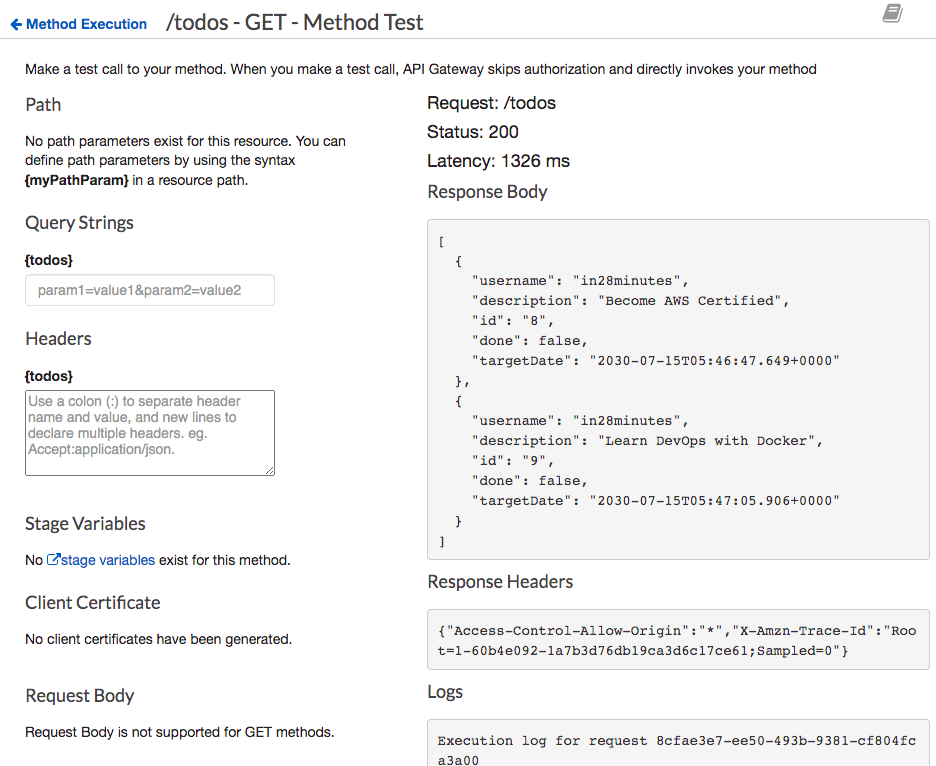 Method Execution /todos - GET - Method Test
Make a test call to your method. When you make a test call, API Gateway skips authorization and directly invokes your method
Path
No path parameters exist for this resource. You can
define path parameters by using the syntax
{myPathParam} in a resource path.
Query Strings
{todos}
param1=value1&param2=value2
Headers
{todos}
Use a colon (:) to separate header
name and value, and new lines to
declare multiple headers. eg.
Accept:application/json.
Stage Variables
No stage variables exist for this method.
Client Certificate
No client certificates have been generated.
Request Body
Request Body is not supported for GET methods.
Request: /todos
Status: 200
Latency: 1326 ms
Response Body
[
  {
    "username": "in28minutes",
    "description": "Become AWS Certified",
    "id": "8",
    "done": false,
    "targetDate": "2030-07-15T05:46:47.649+0000"
  },
  {
    "username": "in28minutes",
    "description": "Learn DevOps with Docker",
    "id": "9",
    "done": false,
    "targetDate": "2030-07-15T05:47:05.906+0000"
  }
]
Response Headers
{"Access-Control-Allow-Origin":"*","X-Amzn-Trace-Id":"Roo
t=1-60b4e092-1a7b3d76db19ca3d6c17ce61;Sampled=0"}
Logs
Execution log for request 8cfae3e7-ee50-493b-9381-cf804fc
a3a00